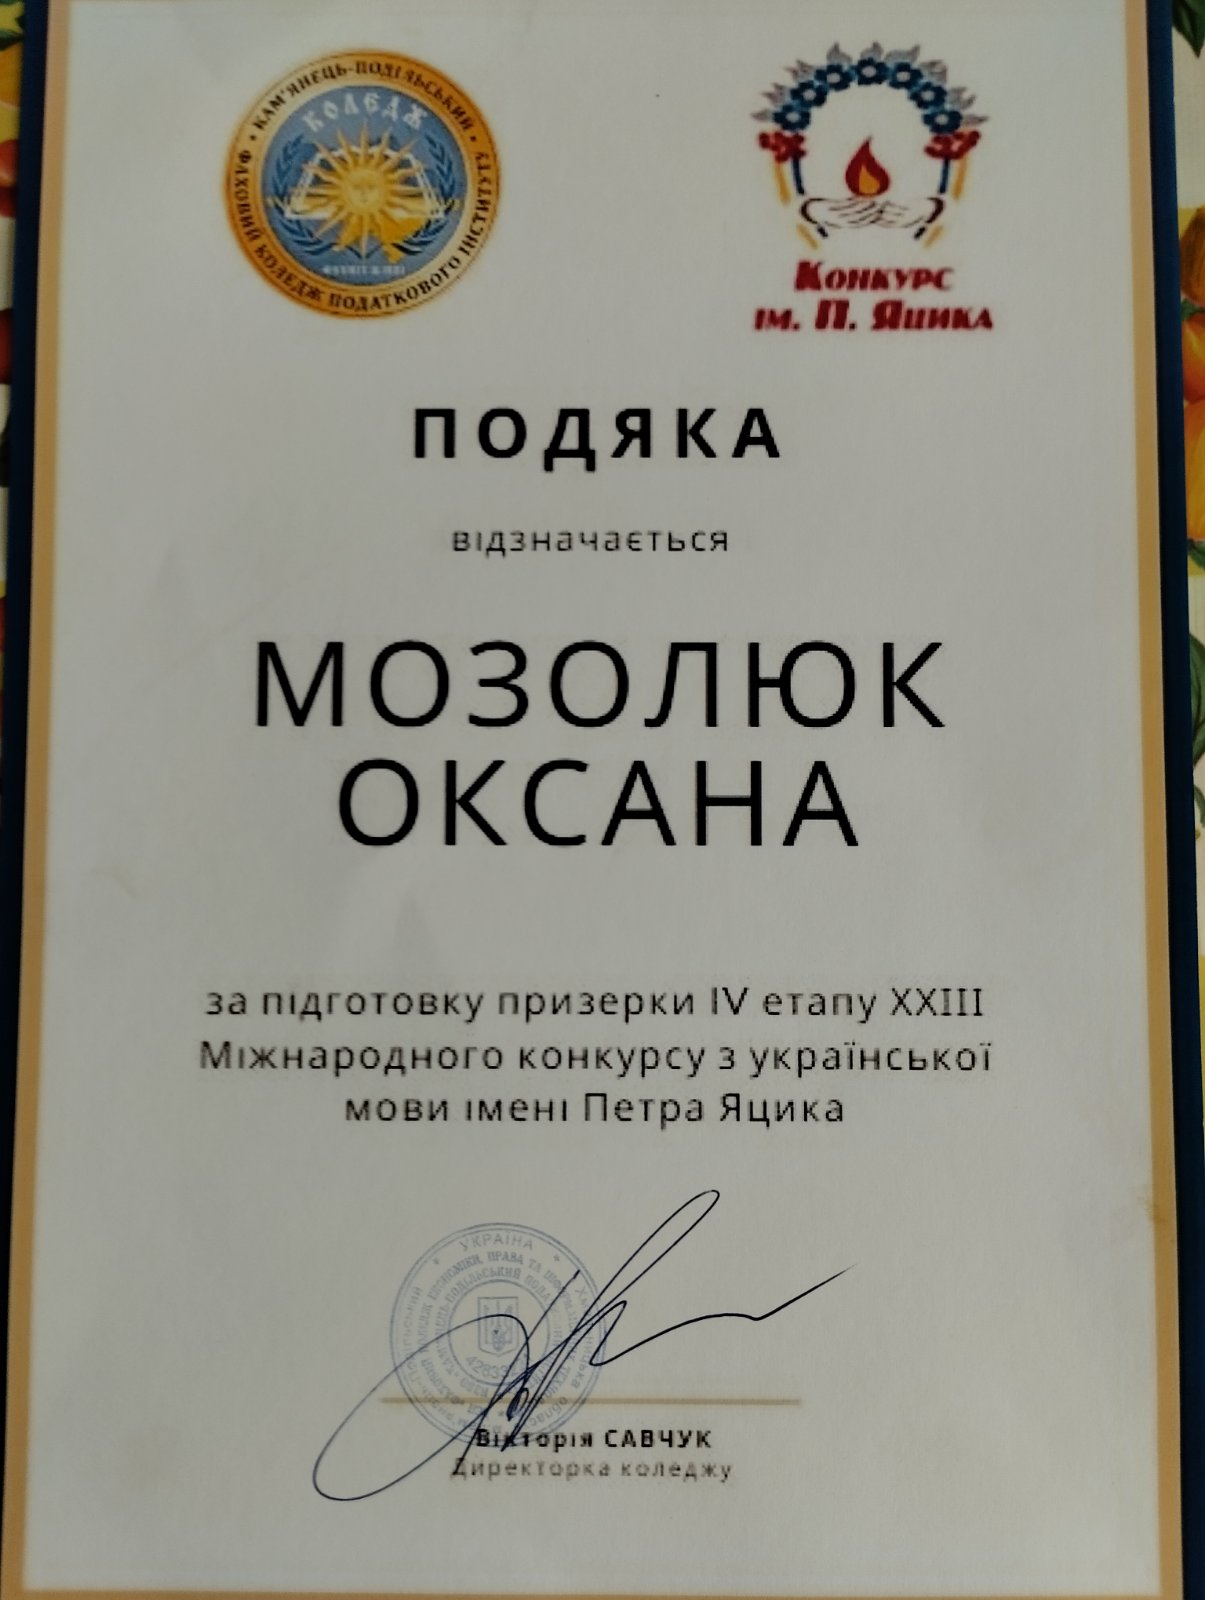 КАМ'ЯНЕЦЬ-ПОДІЛЬСЬКИЙ
КОЛЕДЖ
ФАХОВИЙ КОЛЕДЖ ПОДАТКОВОГО ІНСТИТУТУ
КОНКУРС
ІМ. П. ЯЦИКА
ПОДЯКА
відзначається
МОЗОЛЮК
ОКСАНА
за підготовку призерки IV етапу XXIII
Міжнародного конкурсу з української
мови імені Петра Яцика
УКРАЇНА
Вікторія САВЧУК
Директорка коледжу